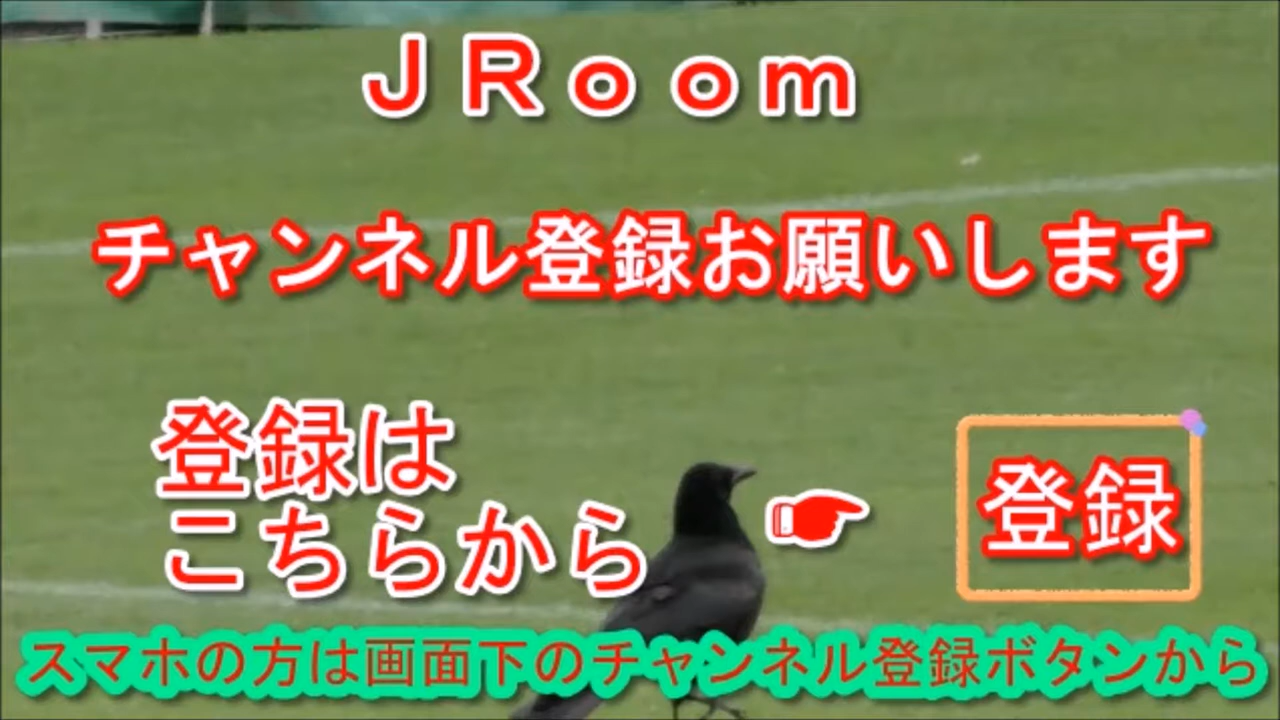 ＪＲｏｏｍ
チャンネル登録お願いします
登録は
こちらから
登録
スマホの方は画面下のチャンネル登録ボタンから